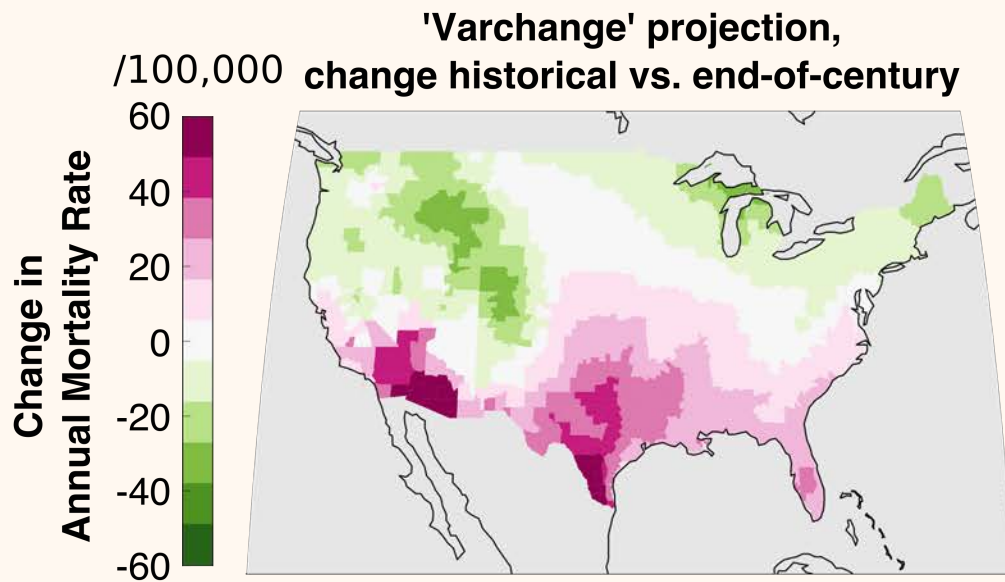 'Varchange' projection,
change historical vs. end-of-century
/100,000
60
40
20
0
-20
-40
-60
Change in
Annual Mortality Rate